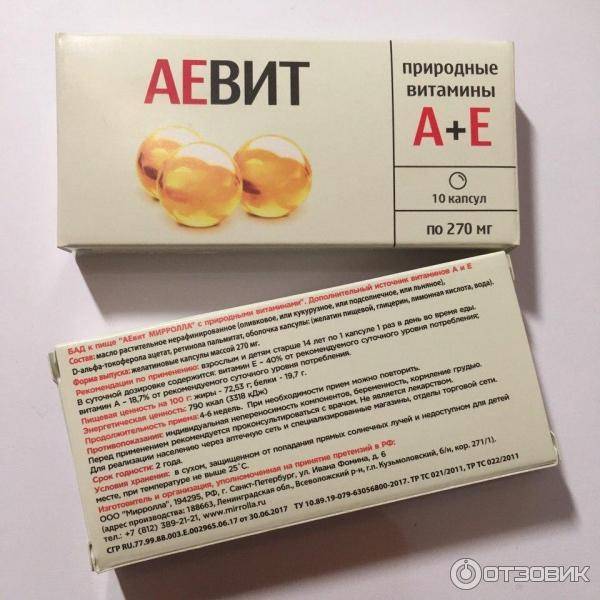 АЕВИТ
природные
витамины
А+Е
10 капсул
по 270 мг
БАД к пище "АЕвит МИРРОЛЛА" с природными витаминами". Дополнительный источник витаминов А и Е
Состав: масло растительное нерафинированное (оливковое, или кукурузное, или подсолнечное, или льняное),
D-альфа-токоферола ацетат, ретинола пальмитат, оболочка капсулы: (желатин пищевой, глицерин, лимонная кислота, вода).
Форма выпуска: желатиновые капсулы массой 270 мг.
Рекомендации по применению: взрослым и детям старше 14 лет по 1 капсуле 1 раз в день во время еды.
В суточной дозировке содержится: витамин Е – 40% от рекомендуемого суточного уровня потребления;
витамин А – 18,7% от рекомендуемого суточного уровня потребления.
Пищевая ценность на 100 г: жиры - 72,53 г; белки - 19,7 г.
Энергетическая ценность: 790 ккал (3318 кДж)
Продолжительность приема: 4-6 недель. При необходимости прием можно повторить.
Противопоказания: индивидуальная непереносимость компонентов, беременность, кормление грудью.
Перед применением рекомендуется проконсультироваться с врачом. Не является лекарством.
Для реализации населению через аптечную сеть и специализированные магазины, отделы торговой сети.
Срок годности: 2 года.
Условия хранения: в сухом, защищенном от попадания прямых солнечных лучей и недоступном для детей
месте, при температуре не выше 25°С.
Изготовитель и организация, уполномоченная на принятие претензий в РФ:
ООО "Мирролла", 194295, РФ, г. Санкт-Петербург, ул. Ивана Фомина, д. 6
(адрес производства: 188663, Ленинградская обл., Всеволожский р-н, г.п. Кузьмоловский, б/н, кор. 271/1).
тел.: +7 (812) 389-21-21, www.mirrolla.ru
ТУ 10.89.19-079-63056800-2017. ТР ТС 021/2011, ТР ТС 022/2011
СГР RU.77.99.88.003.Е.002965.06.17 от 30.06.2017
ОТЗОВИК